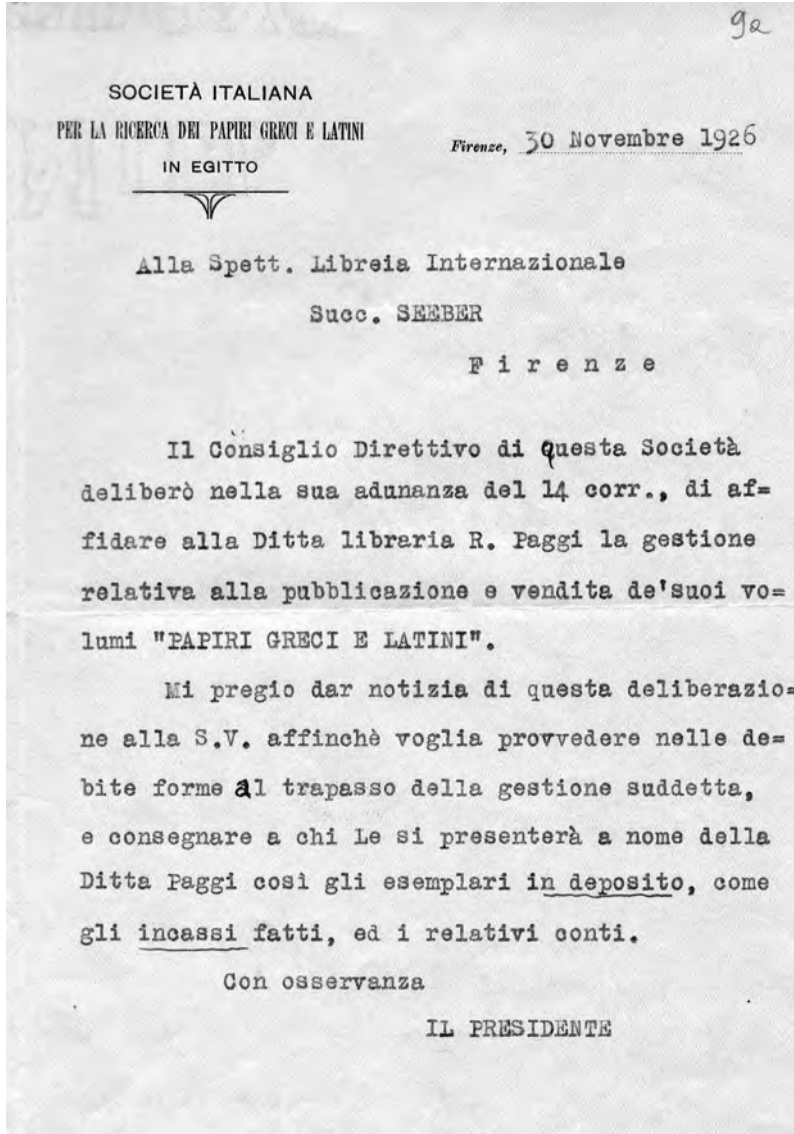 9a
SOCIETÀ ITALIANA
PER LA RICERCA DEI PAPIRI GRECI E LATINI
IN EGITTO
Firenze, 30 Novembre 1926
Alla Spett. Libreia Internazionale
Succ. SEEBER
Firenze
Il Consiglio Direttivo di questa Società
deliberò nella sua adunanza del 14 corr., di af=
fidare alla Ditta libraria R. Paggi la gestione
relativa alla pubblicazione e vendita de'suoi vo=
lumi "PAPIRI GRECI E LATINI".
Mi pregio dar notizia di questa deliberazio=
ne alla S.V. affinchè voglia provvedere nelle de=
bite forme al trapasso della gestione suddetta,
e consegnare a chi Le si presenterà a nome della
Ditta Paggi così gli esemplari in deposito, come
gli incassi fatti, ed i relativi conti.
Con osservanza
IL PRESIDENTE